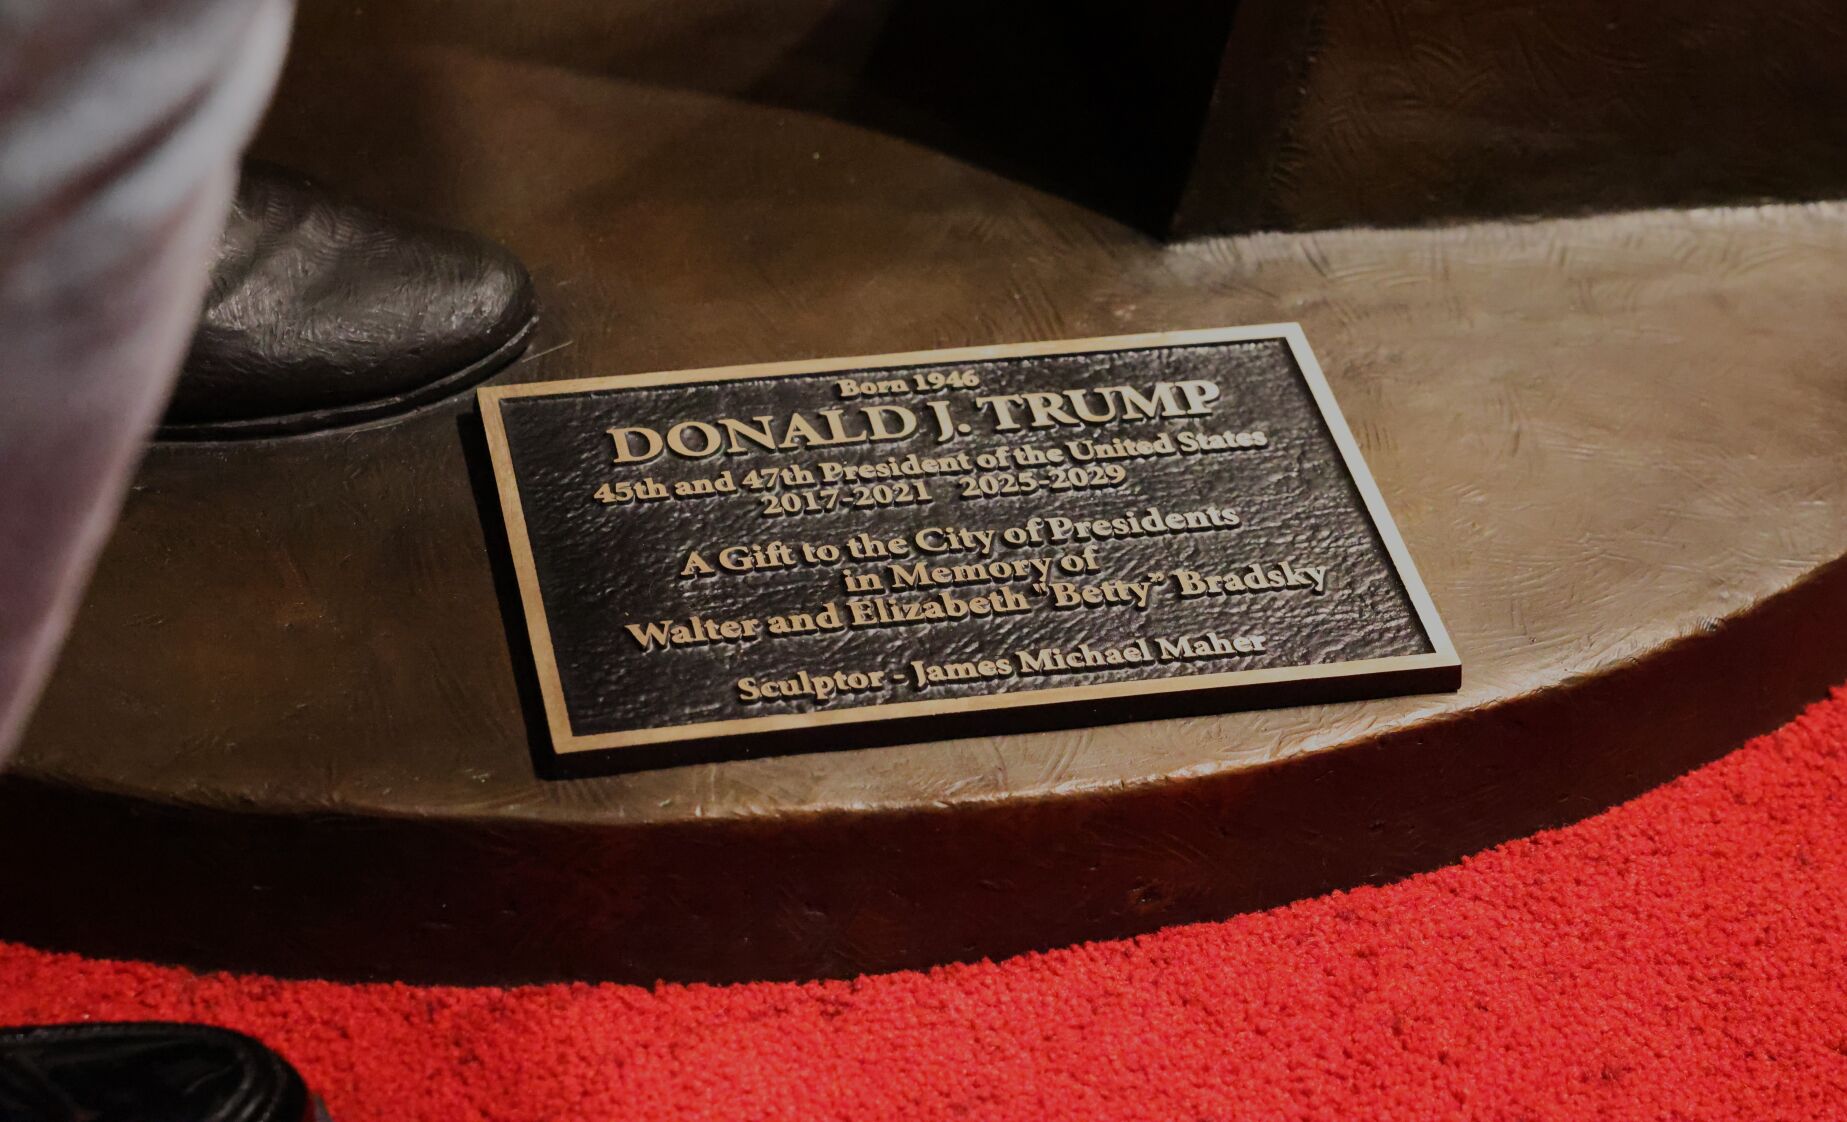 Born 1946
DONALD J. TRUMP
45th and 47th President of the United States
2017-2021 2025-2029
A Gift to the City of Presidents
in Memory of
Walter and Elizabeth "Betty" Bradsky
Sculptor - James Michael Maher